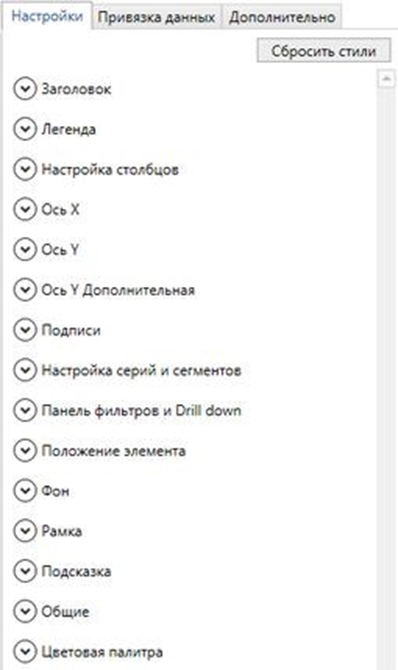 Настройки Привязка данных Дополнительно
Сбросить стили
Заголовок
Легенда
Настройка столбцов
Ось X
Ось Y
Ось Y Дополнительная
Подписи
Настройка серий и сегментов
Панель фильтров и Drill down
Положение элемента
Фон
Рамка
Подсказка
Общие
Цветовая палитра